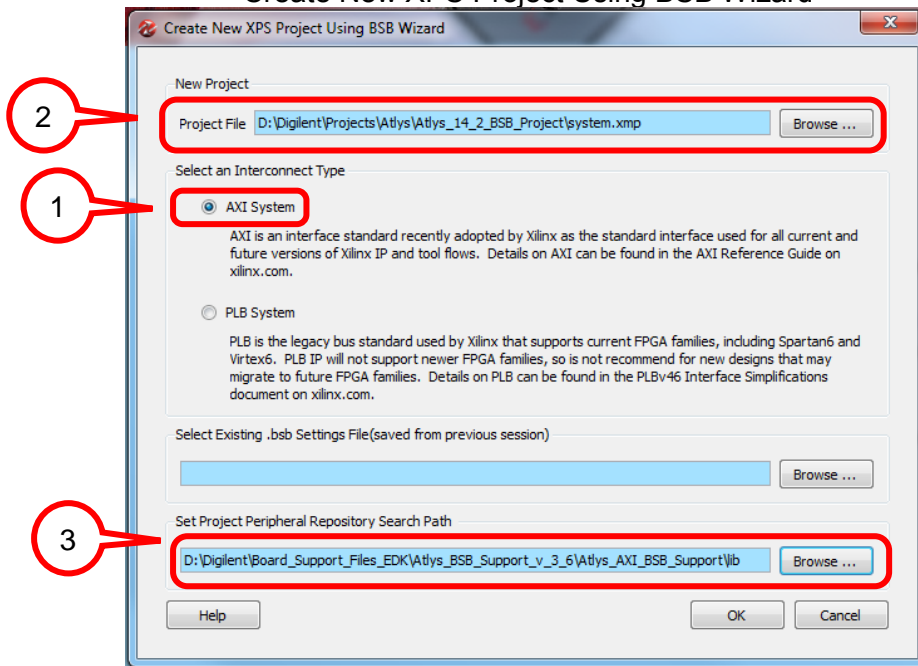 Create New XPS Project Using BSB Wizard
Create New XPS Project Using BSB Wizard
New Project
2
Project File D:\Digilent\Projects\Atlys\Atlys_14_2_BSB_Project\system.xmp Browse ...
Select an Interconnect Type
1
AXI System
AXI is an interface standard recently adopted by Xilinx as the standard interface used for all current and
future versions of Xilinx IP and tool flows. Details on AXI can be found in the AXI Reference Guide on
xilinx.com.
PLB System
PLB is the legacy bus standard used by Xilinx that supports current FPGA families, including Spartan6 and
Virtex6. PLB IP will not support newer FPGA families, so is not recommend for new designs that may
migrate to future FPGA families. Details on PLB can be found in the PLBv46 Interface Simplifications
document on xilinx.com.
Select Existing .bsb Settings File(saved from previous session)
Browse ...
Set Project Peripheral Repository Search Path
3
D:\Digilent\Board_Support_Files_EDK\Atlys_BSB_Support_v_3_6\Atlys_AXI_BSB_Support\lib Browse ...
Help OK Cancel